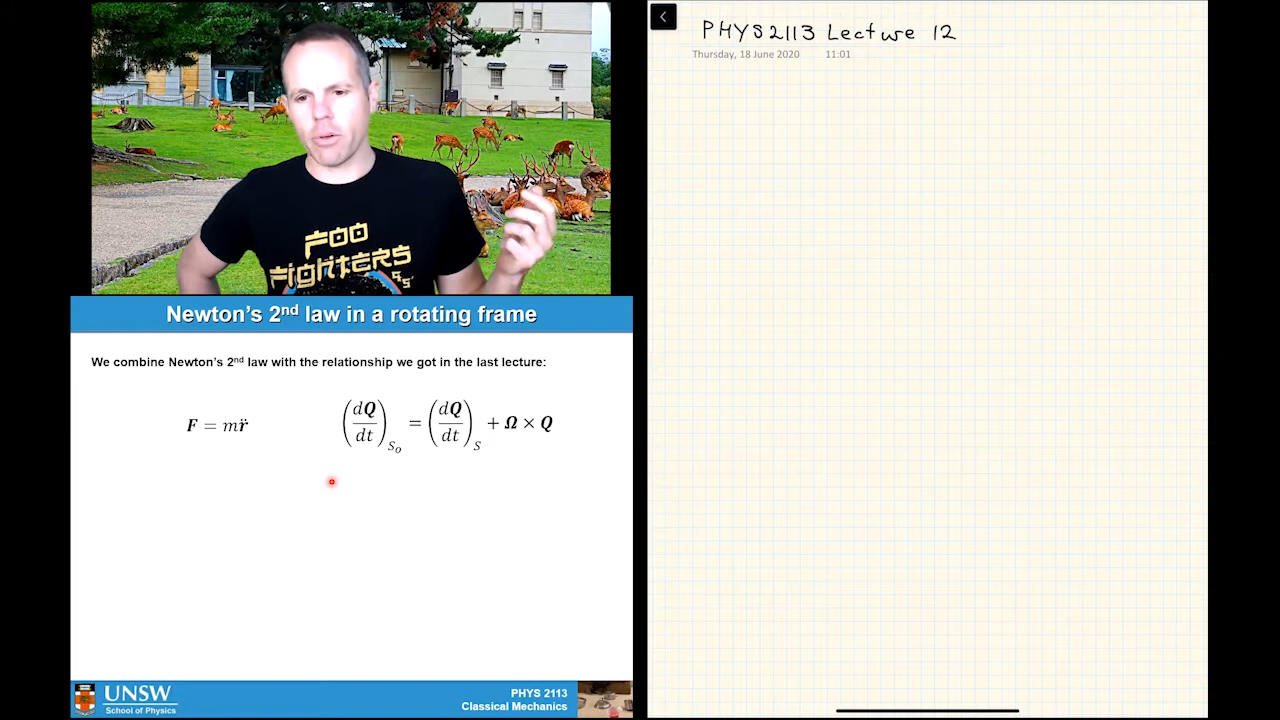 FOO
FIGHTERS
Newton's 2nd law in a rotating frame
We combine Newton's 2nd law with the relationship we got in the last lecture:
F = mr̈ (dQ/dt)_So = (dQ/dt)_S + Ω × Q
UNSW
School of Physics
PHYS 2113
Classical Mechanics
PHYS2113 Lecture 12
Thursday, 18 June 2020 11:01